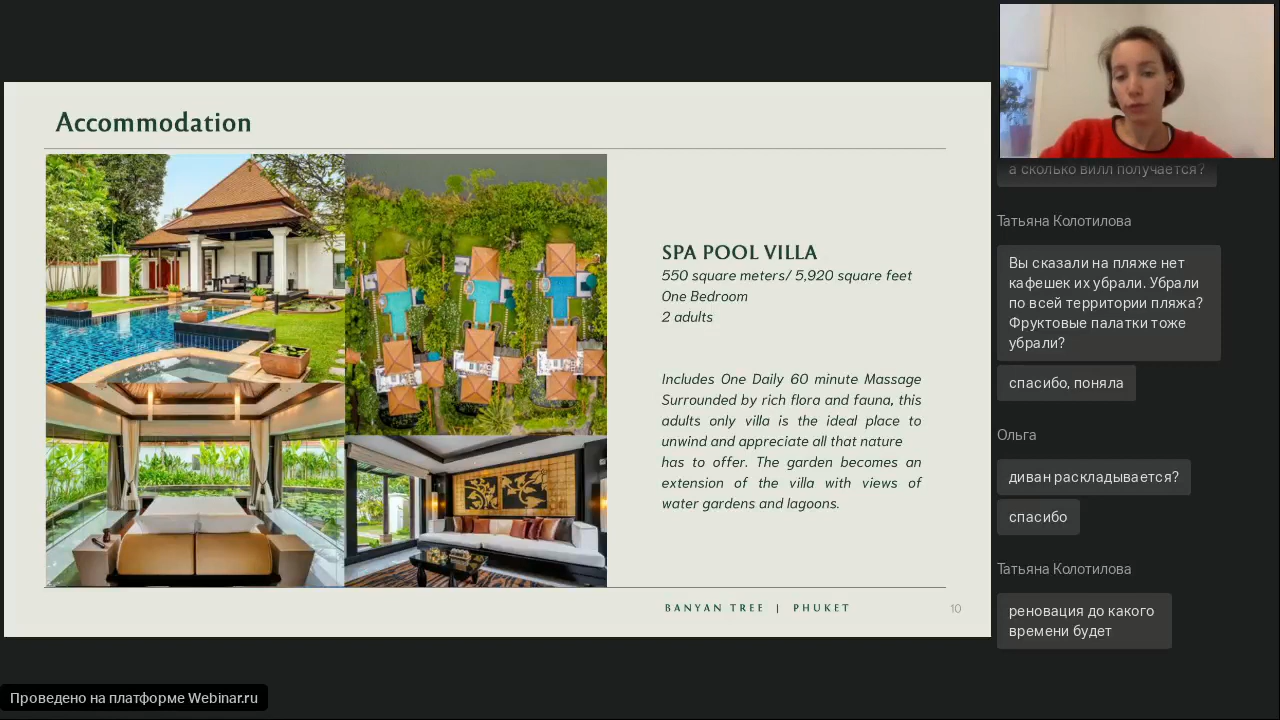 Accommodation
SPA POOL VILLA
550 square meters/ 5,920 square feet
One Bedroom
2 adults
Includes One Daily 60 minute Massage
Surrounded by rich flora and fauna, this
adults only villa is the ideal place to
unwind and appreciate all that nature
has to offer. The garden becomes an
extension of the villa with views of
water gardens and lagoons.
BANYAN TREE | PHUKET
10
а сколько вилл получается?
Татьяна Колотилова
Вы сказали на пляже нет
кафешек их убрали. Убрали
по всей территории пляжа?
Фруктовые палатки тоже
убрали?
спасибо, поняла
Ольга
диван раскладывается?
спасибо
Татьяна Колотилова
реновация до какого
времени будет
Проведено на платформе Webinar.ru